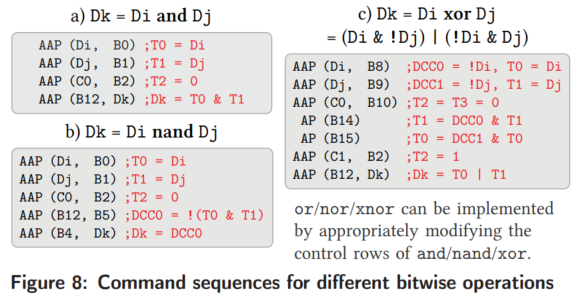 a) Dk = Di and Dj
AAP (Di, B0) ;T0 = Di
AAP (Dj, B1) ;T1 = Dj
AAP (C0, B2) ;T2 = 0
AAP (B12, Dk) ;Dk = T0 & T1
b) Dk = Di nand Dj
AAP (Di, B0) ;T0 = Di
AAP (Dj, B1) ;T1 = Dj
AAP (C0, B2) ;T2 = 0
AAP (B12, B5) ;DCC0 = !(T0 & T1)
AAP (B4, Dk) ;Dk = DCC0
c) Dk = Di xor Dj
= (Di & !Dj) | (!Di & Dj)
AAP (Di, B8) ;DCC0 = !Di, T0 = Di
AAP (Dj, B9) ;DCC1 = !Dj, T1 = Dj
AAP (C0, B10) ;T2 = T3 = 0
AP (B14) ;T1 = DCC0 & T1
AP (B15) ;T0 = DCC1 & T0
AAP (C1, B2) ;T2 = 1
AAP (B12, Dk) ;Dk = T0 | T1
or/nor/xnor can be implemented
by appropriately modifying the
control rows of and/nand/xor.
Figure 8: Command sequences for different bitwise operations